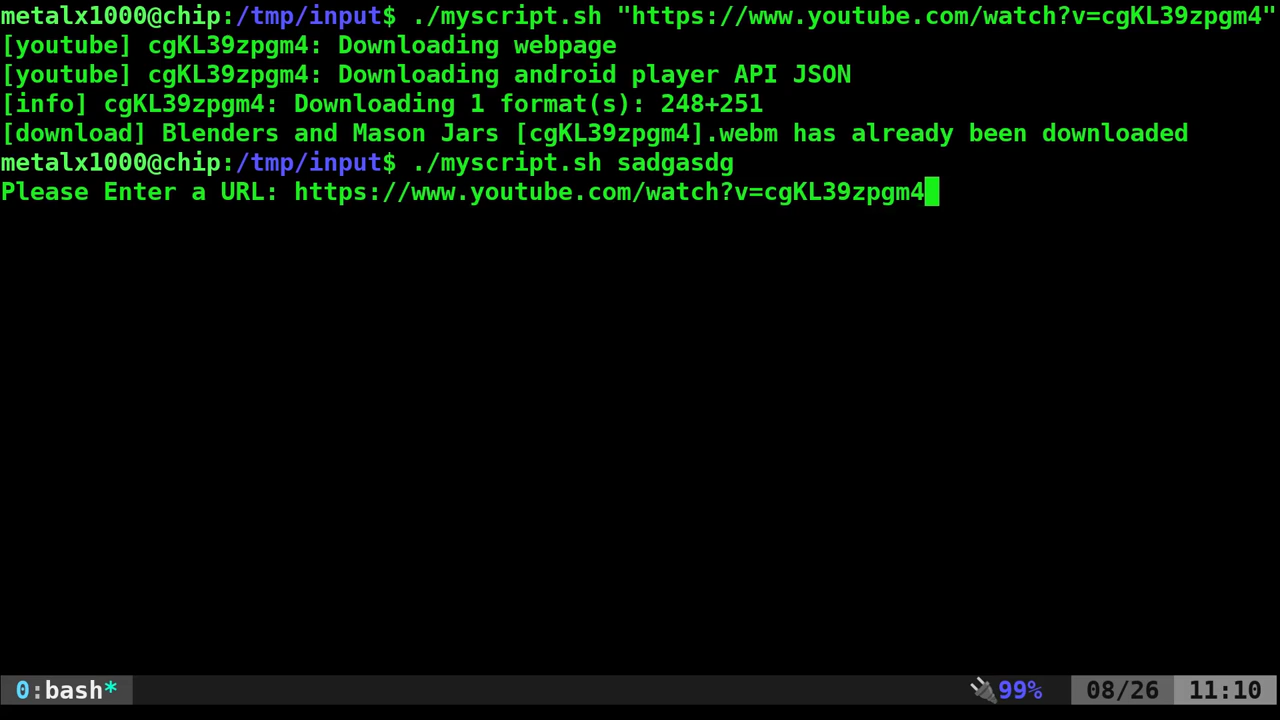 metalx1000@chip:/tmp/input$ ./myscript.sh "https://www.youtube.com/watch?v=cgKL39zpgm4"
[youtube] cgKL39zpgm4: Downloading webpage
[youtube] cgKL39zpgm4: Downloading android player API JSON
[info] cgKL39zpgm4: Downloading 1 format(s): 248+251
[download] Blenders and Mason Jars [cgKL39zpgm4].webm has already been downloaded
metalx1000@chip:/tmp/input$ ./myscript.sh sadgasdg
Please Enter a URL: https://www.youtube.com/watch?v=cgKL39zpgm4
0:bash* 99% 08/26 11:10